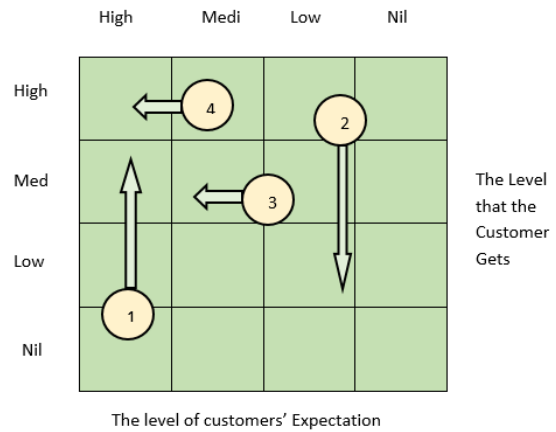 High Medi Low Nil
High
4
2
Med
The Level
that the
Customer
Gets
3
Low
1
Nil
The level of customers’ Expectation